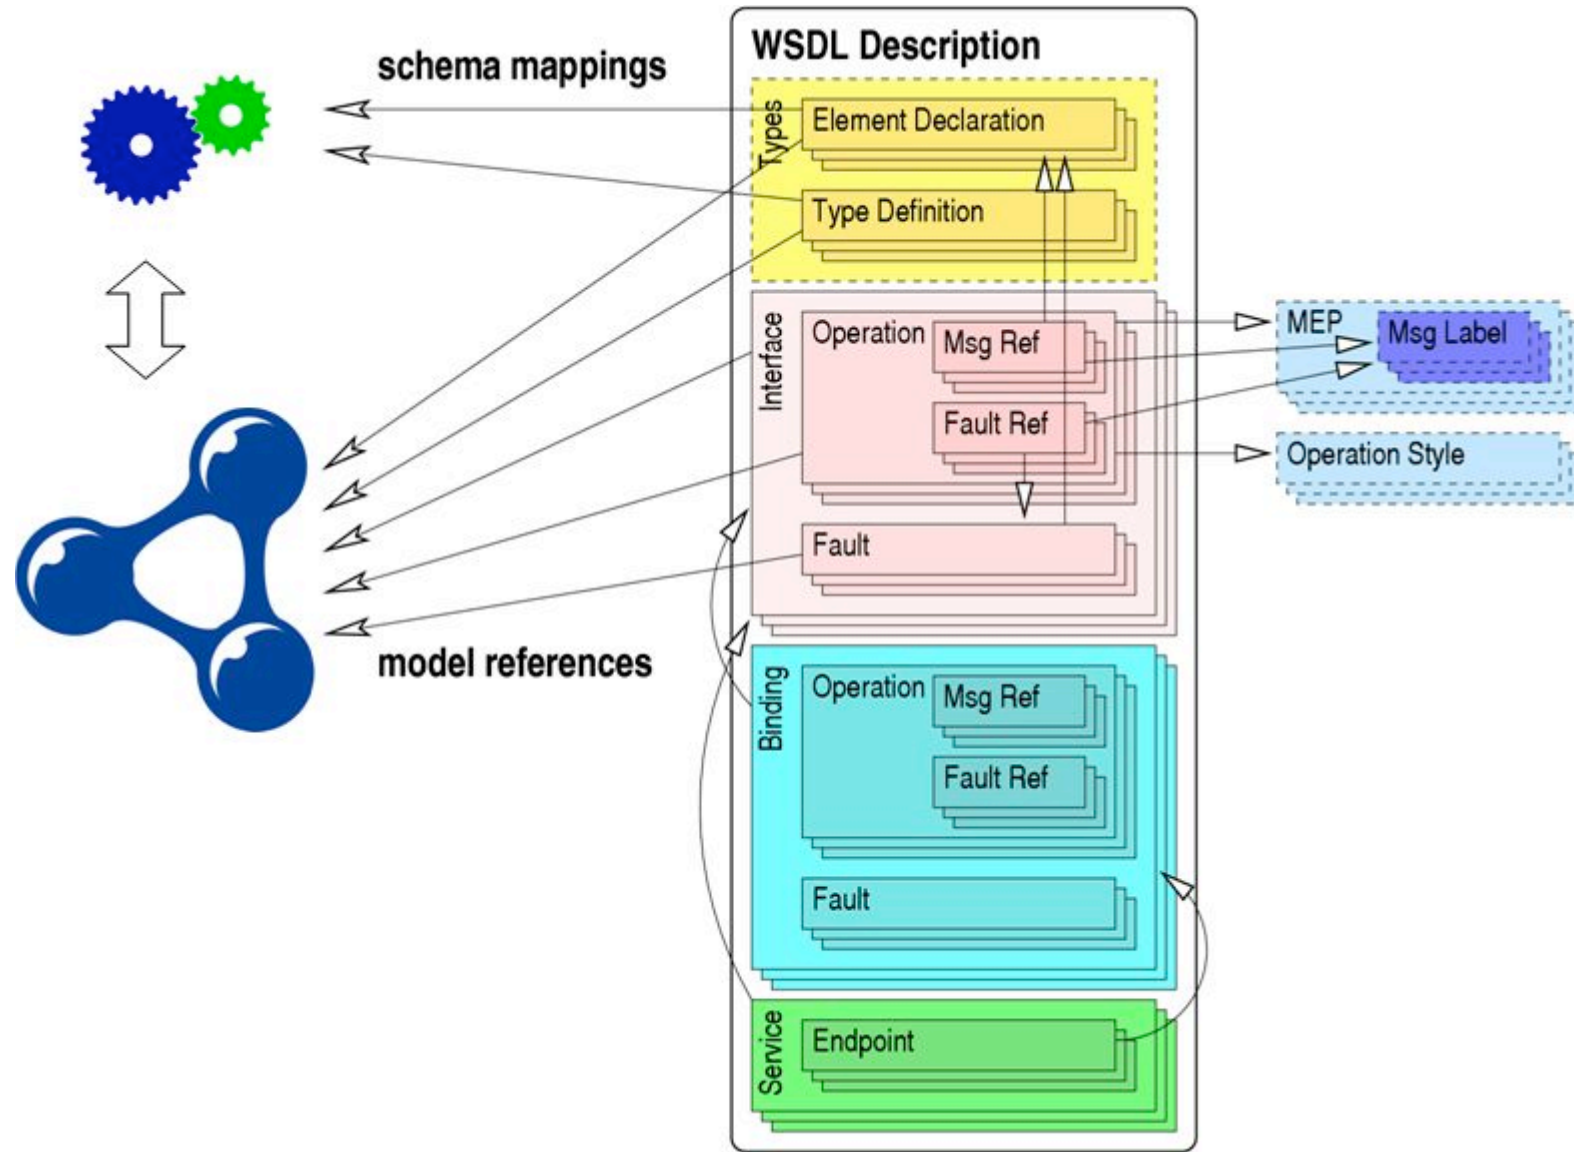 WSDL Description
schema mappings
Types
Element Declaration
Type Definition
Interface
Operation
Msg Ref
Fault Ref
Fault
MEP
Msg Label
Operation Style
model references
Binding
Operation
Msg Ref
Fault Ref
Fault
Service
Endpoint